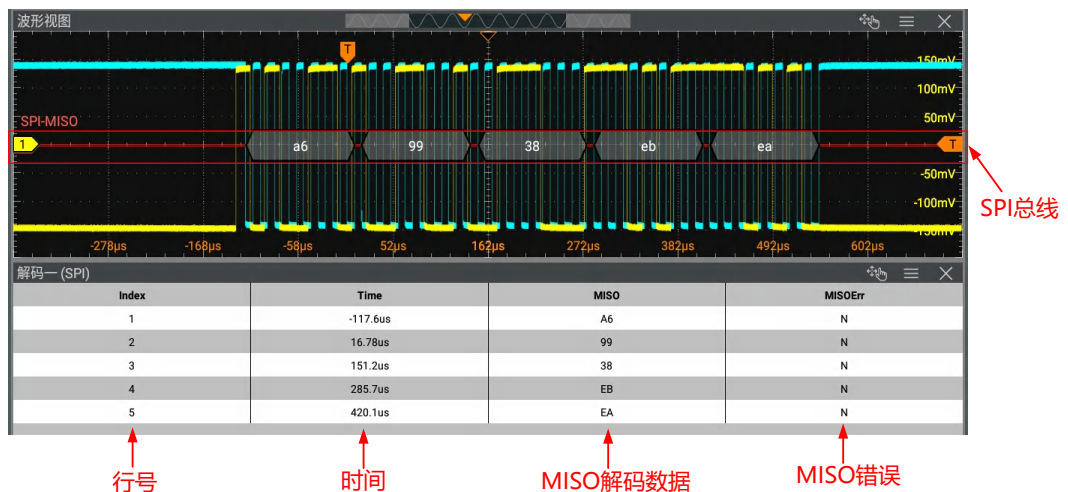 波形视图
T
150mV
100mV
SPI-MISO
50mV
1
a6
99
38
eb
ea
T
-50mV
-100mV
SPI总线
-150mV
-278μs
-168μs
-58μs
52μs
162μs
272μs
382μs
492μs
602μs
解码一 (SPI)
Index Time MISO MISOErr
1 -117.6us A6 N
2 16.78us 99 N
3 151.2us 38 N
4 285.7us EB N
5 420.1us EA N
行号
时间
MISO解码数据
MISO错误